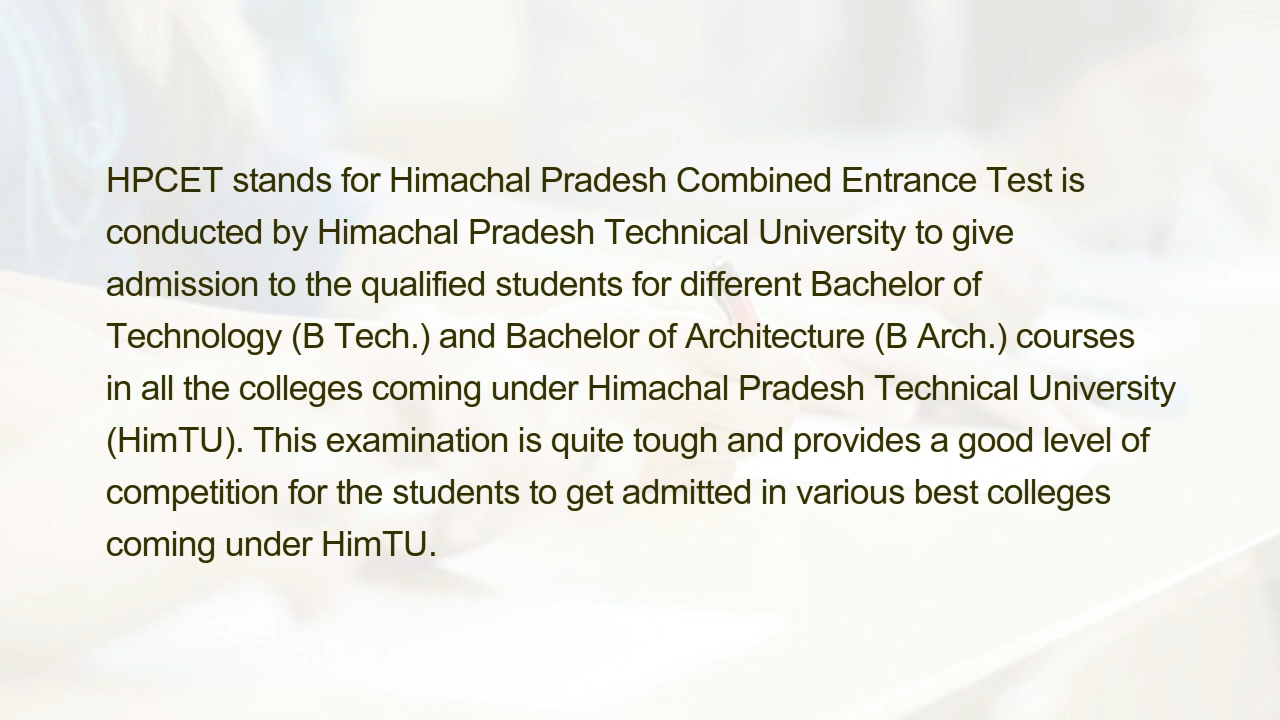 HPCET stands for Himachal Pradesh Combined Entrance Test is
conducted by Himachal Pradesh Technical University to give
admission to the qualified students for different Bachelor of
Technology (B Tech.) and Bachelor of Architecture (B Arch.) courses
in all the colleges coming under Himachal Pradesh Technical University
(HimTU). This examination is quite tough and provides a good level of
competition for the students to get admitted in various best colleges
coming under HimTU.